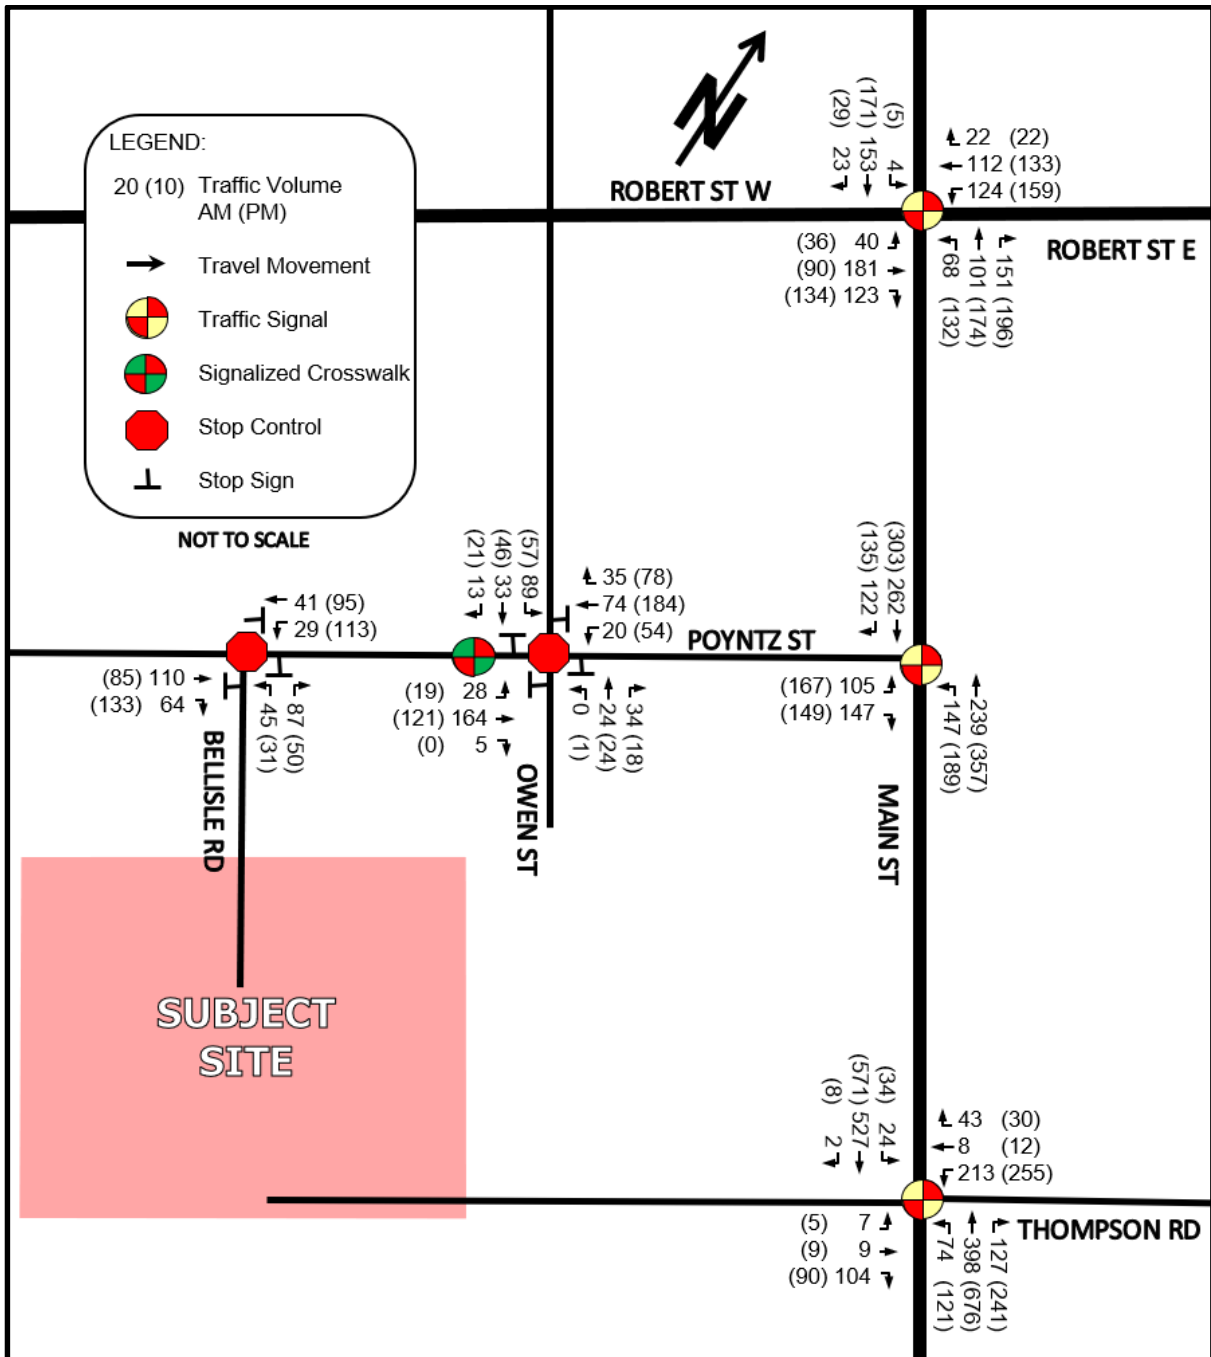 LEGEND:
20 (10) Traffic Volume
AM (PM)
Travel Movement
Traffic Signal
Signalized Crosswalk
Stop Control
Stop Sign
NOT TO SCALE
N
ROBERT ST W
(29) 23
(171) 153
(5) 4
22 (22)
112 (133)
124 (159)
ROBERT ST E
(36) 40
(90) 181
(134) 123
68 (132)
101 (174)
151 (196)
(135) 122
(303) 262
(21) 13
(46) 33
(57) 89
35 (78)
74 (184)
20 (54)
POYNTZ ST
41 (95)
29 (113)
(85) 110
(133) 64
45 (31)
87 (50)
BELLISLE RD
(19) 28
(121) 164
(0) 5
0 (1)
24 (24)
34 (18)
OWEN ST
(167) 105
(149) 147
147 (189)
239 (357)
MAIN ST
SUBJECT
SITE
(8) 2
(571) 527
(34) 24
43 (30)
8 (12)
213 (255)
THOMPSON RD
(5) 7
(9) 9
(90) 104
74 (121)
398 (676)
127 (241)